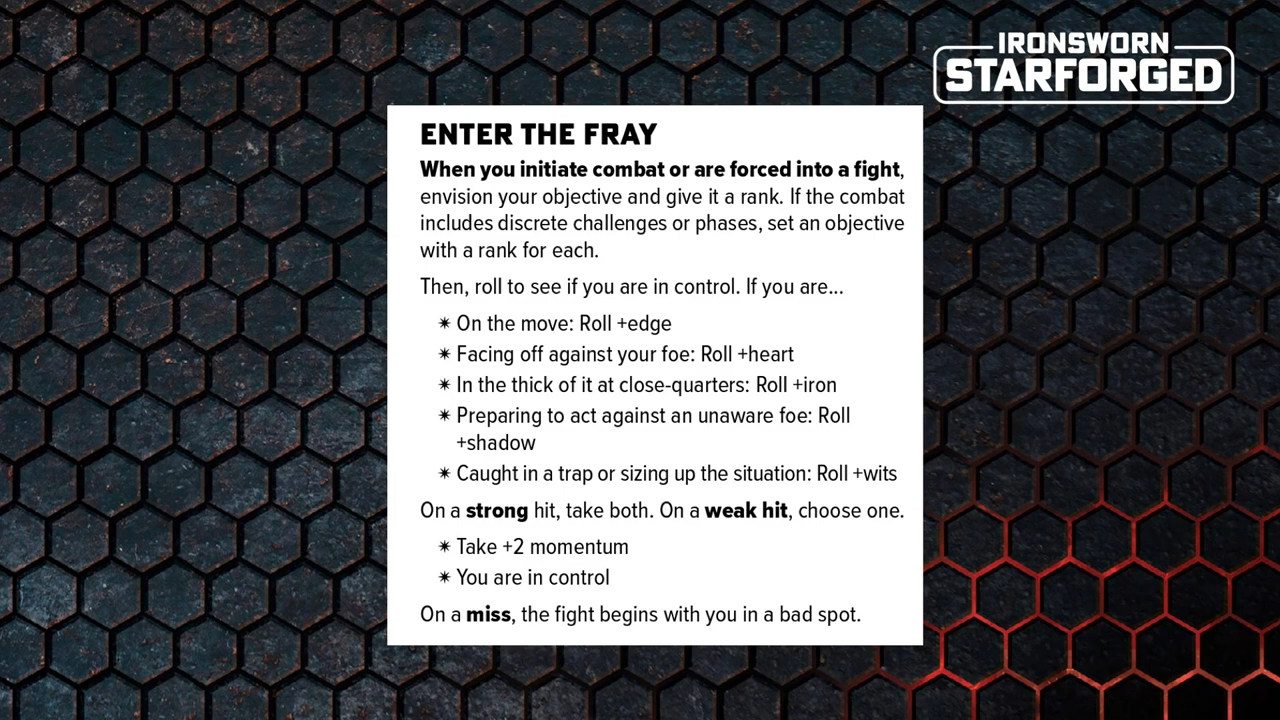 IRONSWORN
STARFORGED
ENTER THE FRAY
When you initiate combat or are forced into a fight,
envision your objective and give it a rank. If the combat
includes discrete challenges or phases, set an objective
with a rank for each.
Then, roll to see if you are in control. If you are...
✷ On the move: Roll +edge
✷ Facing off against your foe: Roll +heart
✷ In the thick of it at close-quarters: Roll +iron
✷ Preparing to act against an unaware foe: Roll
+shadow
✷ Caught in a trap or sizing up the situation: Roll +wits
On a strong hit, take both. On a weak hit, choose one.
✷ Take +2 momentum
✷ You are in control
On a miss, the fight begins with you in a bad spot.